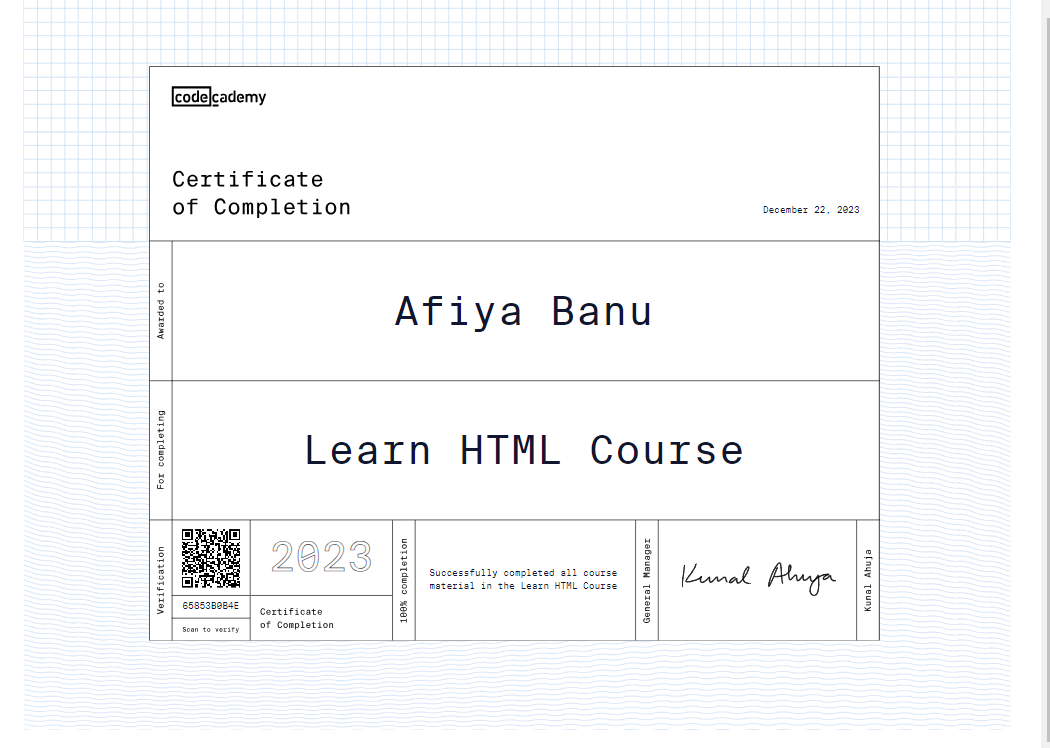 codecademy
Certificate
of Completion
December 22, 2023
Awarded to
Afiya Banu
For completing
Learn HTML Course
Verification
65853B0B4E
Scan to verify
2023
Certificate
of Completion
100% completion
Successfully completed all course
material in the Learn HTML Course
General Manager
Kunal Ahuja
Kunal Ahuja